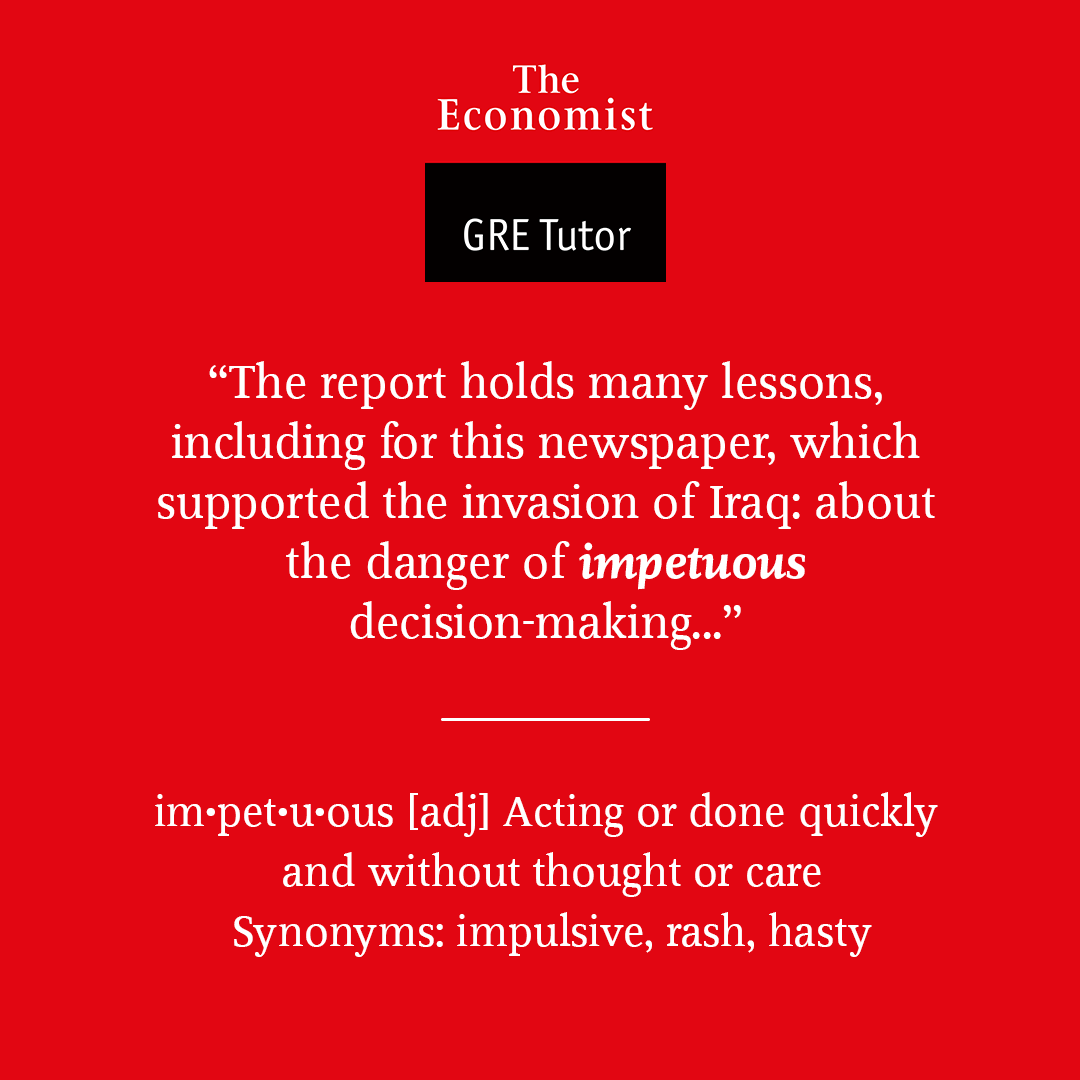 The
Economist
GRE Tutor
“The report holds many lessons,
including for this newspaper, which
supported the invasion of Iraq: about
the danger of impetuous
decision-making...”
im•pet•u•ous [adj] Acting or done quickly
and without thought or care
Synonyms: impulsive, rash, hasty